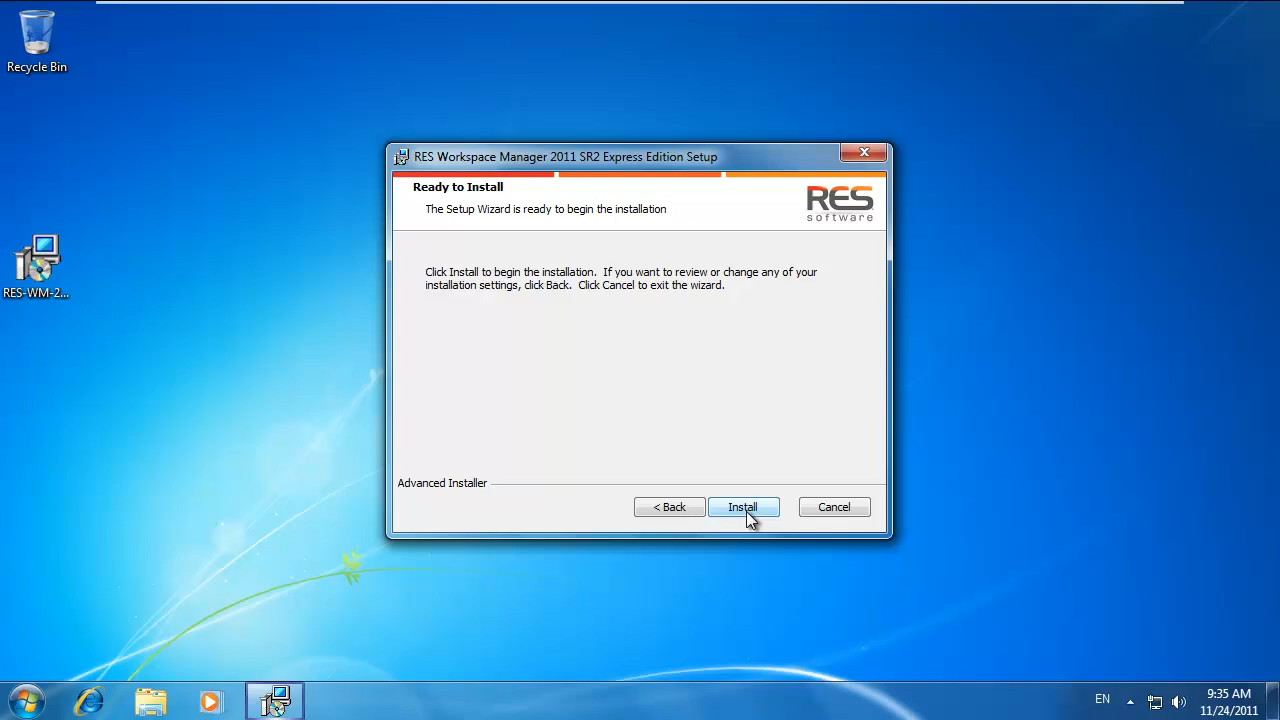 Recycle Bin
RES-WM-2...
RES Workspace Manager 2011 SR2 Express Edition Setup
Ready to Install
The Setup Wizard is ready to begin the installation
RES
software
Click Install to begin the installation.  If you want to review or change any of your
installation settings, click Back.  Click Cancel to exit the wizard.
Advanced Installer
< Back
Install
Cancel
EN
9:35 AM
11/24/2011